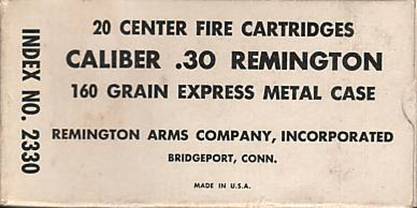 INDEX NO. 2330
20 CENTER FIRE CARTRIDGES
CALIBER .30 REMINGTON
160 GRAIN EXPRESS METAL CASE
REMINGTON ARMS COMPANY, INCORPORATED
BRIDGEPORT, CONN.
MADE IN U.S.A.